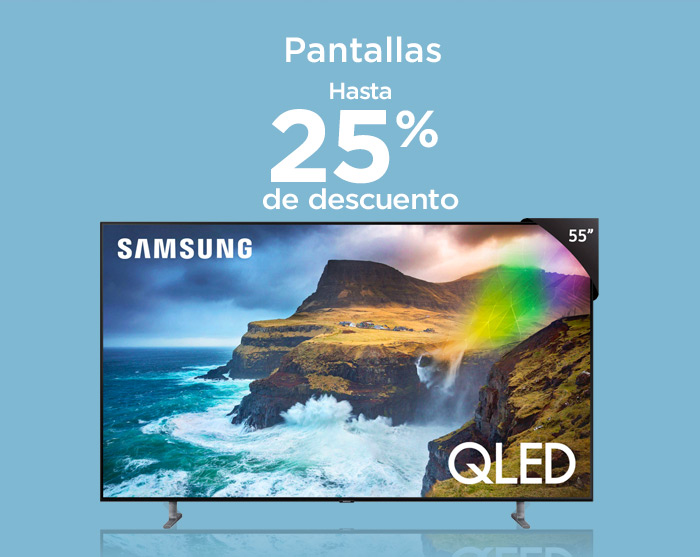 Pantallas
Hasta
25%
de descuento
SAMSUNG
55”
QLED